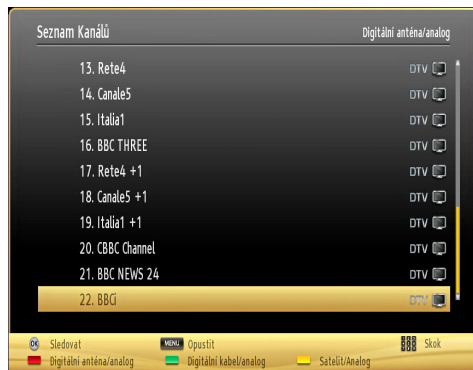 Seznam Kanálů Digitální anténa/analog
13. Rete4 DTV
14. Canale5 DTV
15. Italia1 DTV
16. BBC THREE DTV
17. Rete4 +1 DTV
18. Canale5 +1 DTV
19. Italia1 +1 DTV
20. CBBC Channel DTV
21. BBC NEWS 24 DTV
22. BBCi DTV
OK Sledovat MENU Opustit Skok
Digitální anténa/analog Digitální kabel/analog Satelit/Analog